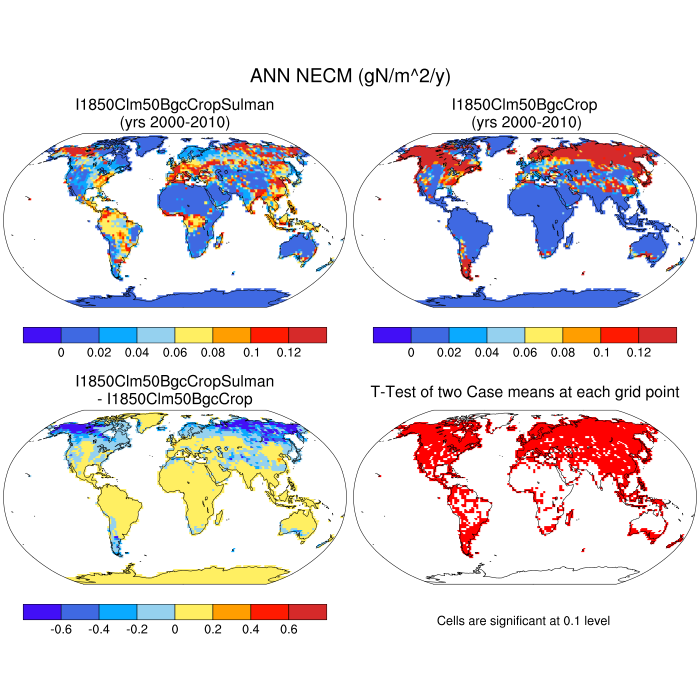 ANN NECM (gN/m^2/y)
I1850Clm50BgcCropSulman
(yrs 2000-2010)
I1850Clm50BgcCrop
(yrs 2000-2010)
0 0.02 0.04 0.06 0.08 0.1 0.12
0 0.02 0.04 0.06 0.08 0.1 0.12
I1850Clm50BgcCropSulman
- I1850Clm50BgcCrop
T-Test of two Case means at each grid point
-0.6 -0.4 -0.2 0 0.2 0.4 0.6
Cells are significant at 0.1 level